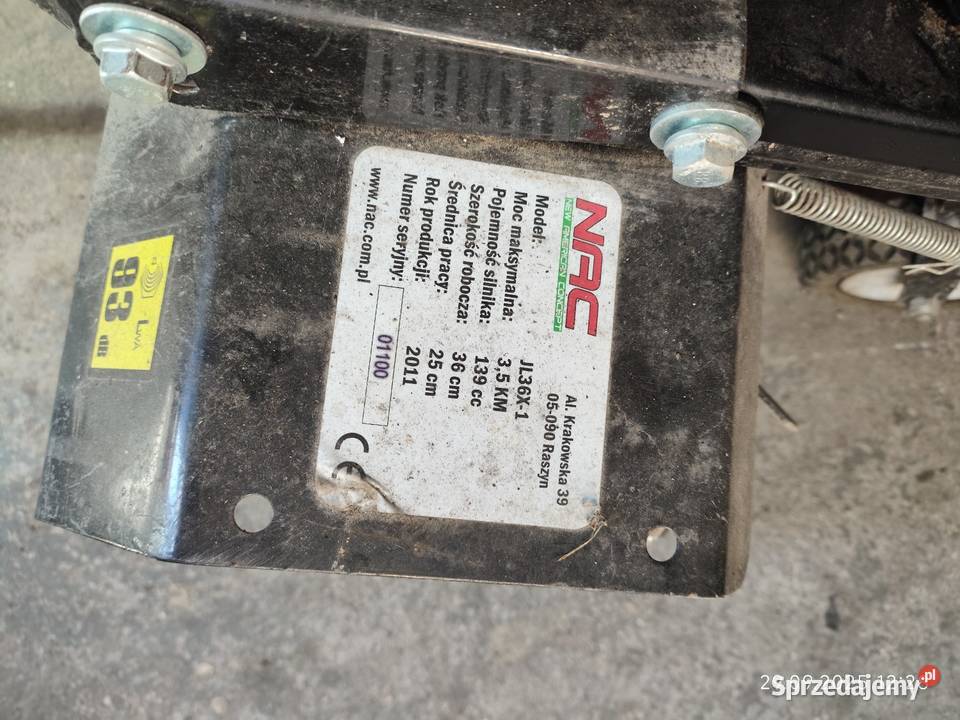 NAC
NEW AMERICAN CONCEPT
Al. Krakowska 39
05-090 Raszyn
Model: JL36X-1
Moc maksymalna: 3,5 KM
Pojemność silnika: 139 cc
Szerokość robocza: 36 cm
Średnica pracy: 25 cm
Rok produkcji: 2011
Numer seryjny: 01100
www.nac.com.pl
CE
LWA
93
dB
Sprzedajemy.pl